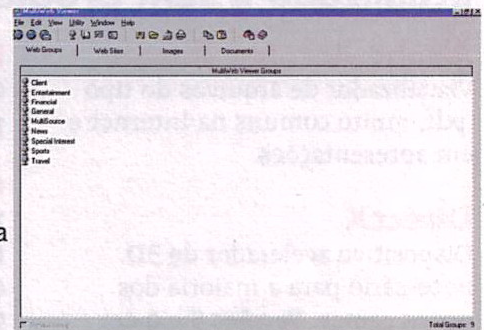 MultiWeb Viewer
File Edit View Utility Window Help
Web Groups Web Sites Images Documents
MultiWeb Viewer Groups
Client
Entertainment
Financial
General
MultiSource
News
Special Interest
Sports
Travel
a
Total Groups: 9